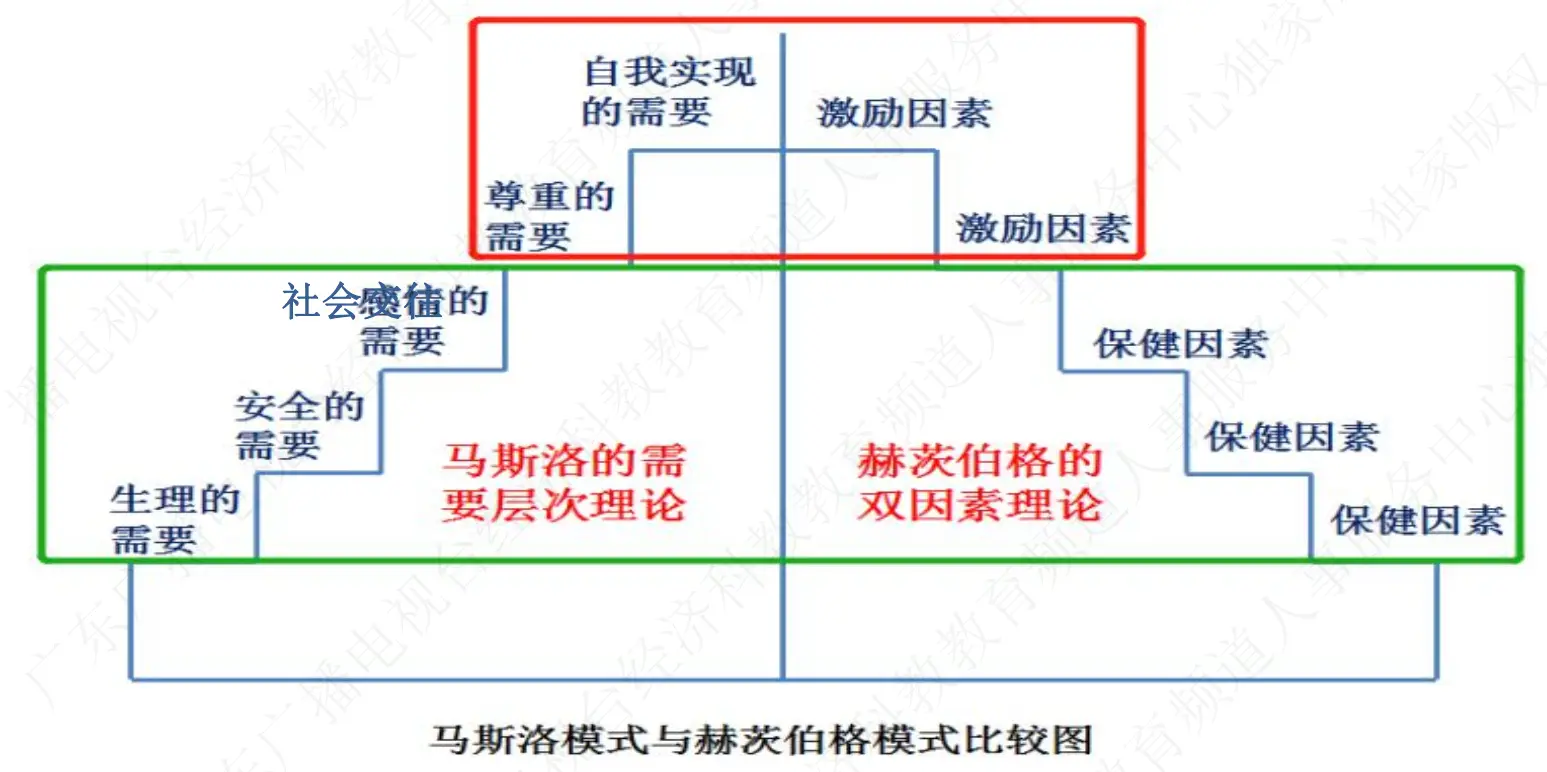 自我实现
的需要
激励因素
尊重的
需要
激励因素
社会交往
感情的
需要
保健因素
安全的
需要
保健因素
马斯洛的需
要层次理论
赫茨伯格的
双因素理论
生理的
需要
保健因素
马斯洛模式与赫茨伯格模式比较图
广东广播电视台经济科教教育频道人事服务中心独家版权